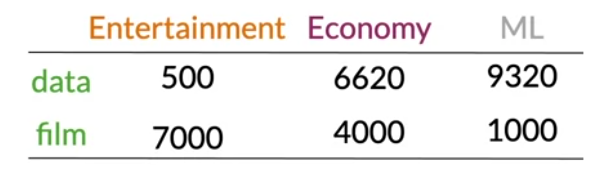 Entertainment Economy ML
data 500 6620 9320
film 7000 4000 1000